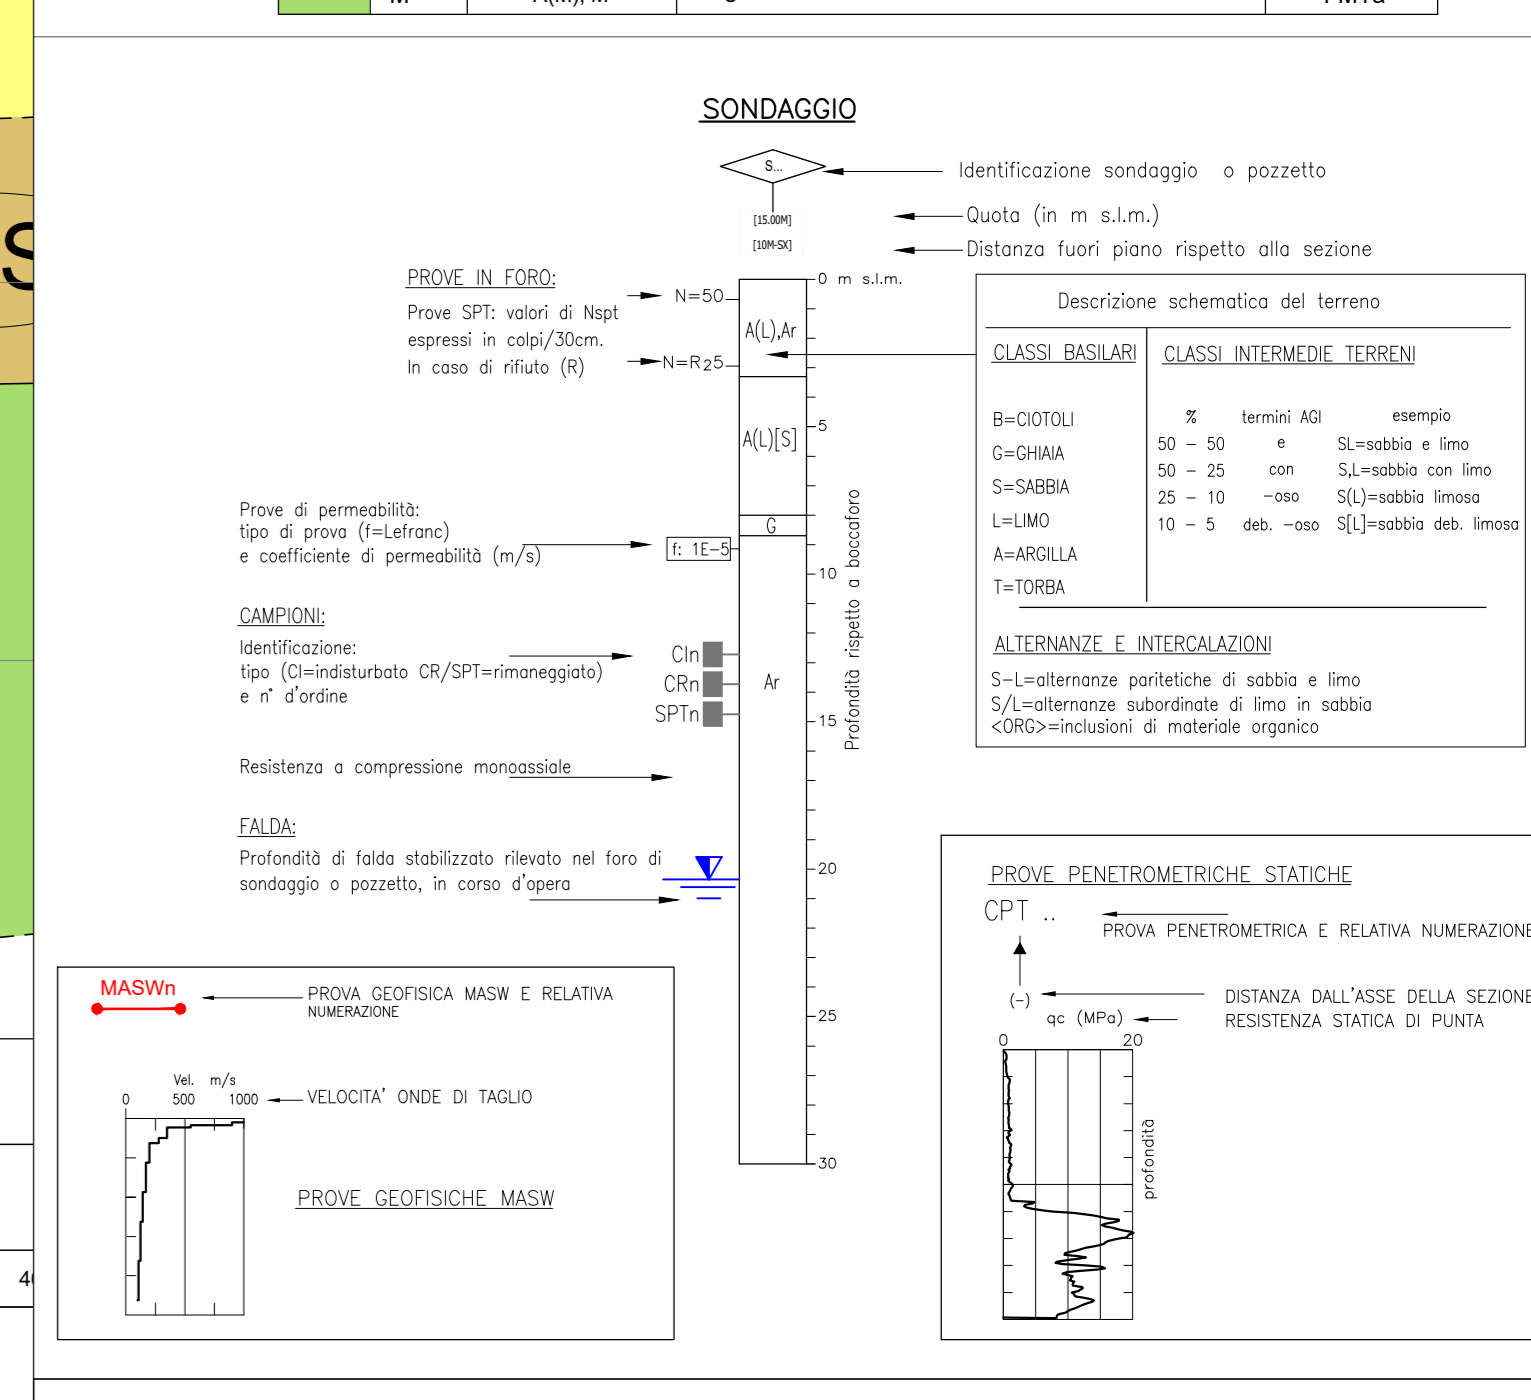 SONDAGGIO
S...
Identificazione sondaggio o pozzetto
[15.00M]
Quota (in m s.l.m.)
[10M-SX]
Distanza fuori piano rispetto alla sezione
PROVE IN FORO:
Prove SPT: valori di Nspt
espressi in colpi/30cm.
In caso di rifiuto (R)
N=50
N=R25
0 m s.l.m.
A(L),Ar
5
A(L)[S]
G
10
Ar
15
20
25
30
Profondità rispetto a boccaforo
Prove di permeabilità:
tipo di prova (f=Lefranc)
e coefficiente di permeabilità (m/s)
f: 1E-5
CAMPIONI:
Identificazione:
tipo (CI=indisturbato CR/SPT=rimaneggiato)
e n° d'ordine
CIn
CRn
SPTn
Resistenza a compressione monoassiale
FALDA:
Profondità di falda stabilizzato rilevato nel foro di
sondaggio o pozzetto, in corso d'opera
Descrizione schematica del terreno
CLASSI BASILARI
B=CIOTOLI
G=GHIAIA
S=SABBIA
L=LIMO
A=ARGILLA
T=TORBA
CLASSI INTERMEDIE TERRENI
% termini AGI esempio
50 - 50 e SL=sabbia e limo
50 - 25 con S,L=sabbia con limo
25 - 10 -oso S(L)=sabbia limosa
10 - 5 deb. -oso S[L]=sabbia deb. limosa
ALTERNANZE E INTERCALAZIONI
S-L=alternanze paritetiche di sabbia e limo
S/L=alternanze subordinate di limo in sabbia
<ORG>=inclusioni di materiale organico
MASWn
PROVA GEOFISICA MASW E RELATIVA
NUMERAZIONE
Vel. m/s
0 500 1000
VELOCITA' ONDE DI TAGLIO
PROVE GEOFISICHE MASW
PROVE PENETROMETRICHE STATICHE
CPT ..
PROVA PENETROMETRICA E RELATIVA NUMERAZIONE
(-)
DISTANZA DALL'ASSE DELLA SEZIONE
qc (MPa)
RESISTENZA STATICA DI PUNTA
0 20
profondità
S